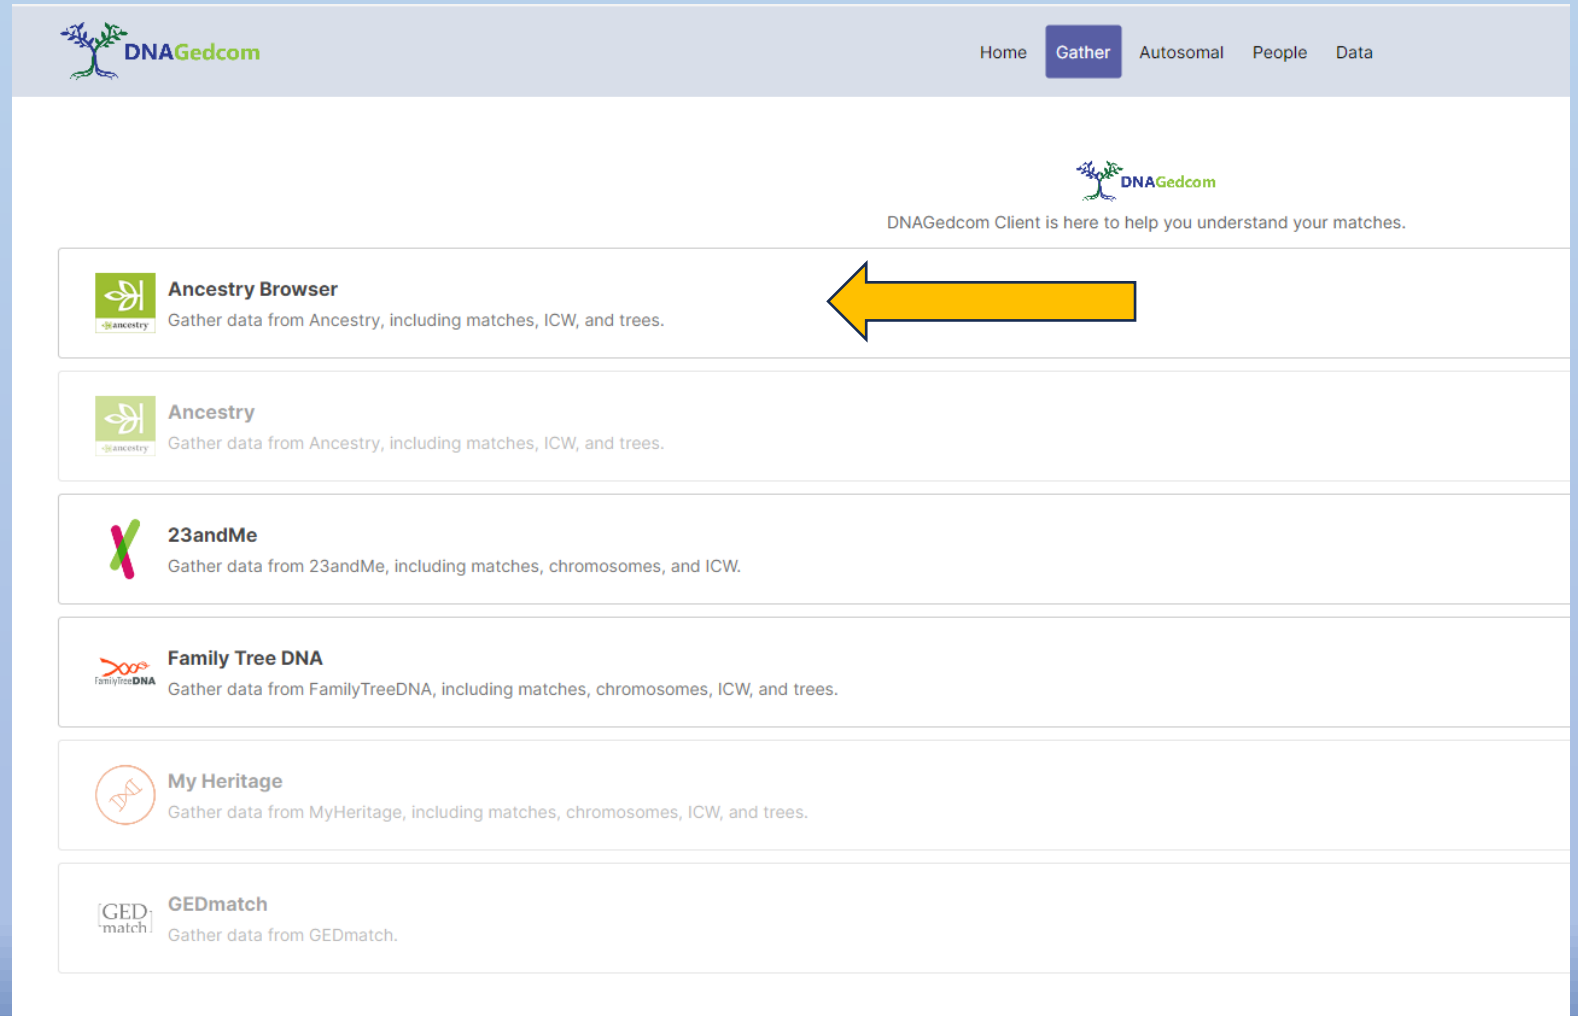 DNAGedcom
Home Gather Autosomal People Data
DNAGedcom
DNAGedcom Client is here to help you understand your matches.
Ancestry Browser
ancestry
Gather data from Ancestry, including matches, ICW, and trees.
Ancestry
ancestry
Gather data from Ancestry, including matches, ICW, and trees.
23andMe
Gather data from 23andMe, including matches, chromosomes, and ICW.
Family Tree DNA
FamilyTreeDNA
Gather data from FamilyTreeDNA, including matches, chromosomes, ICW, and trees.
My Heritage
Gather data from MyHeritage, including matches, chromosomes, ICW, and trees.
GED
match
GEDmatch
Gather data from GEDmatch.